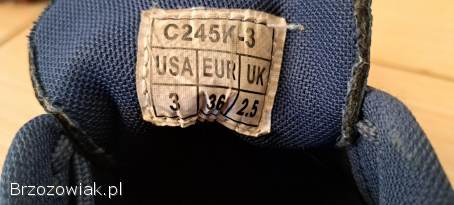 C245K-3
USA EUR UK
3 36 2.5
Brzozowiak.pl